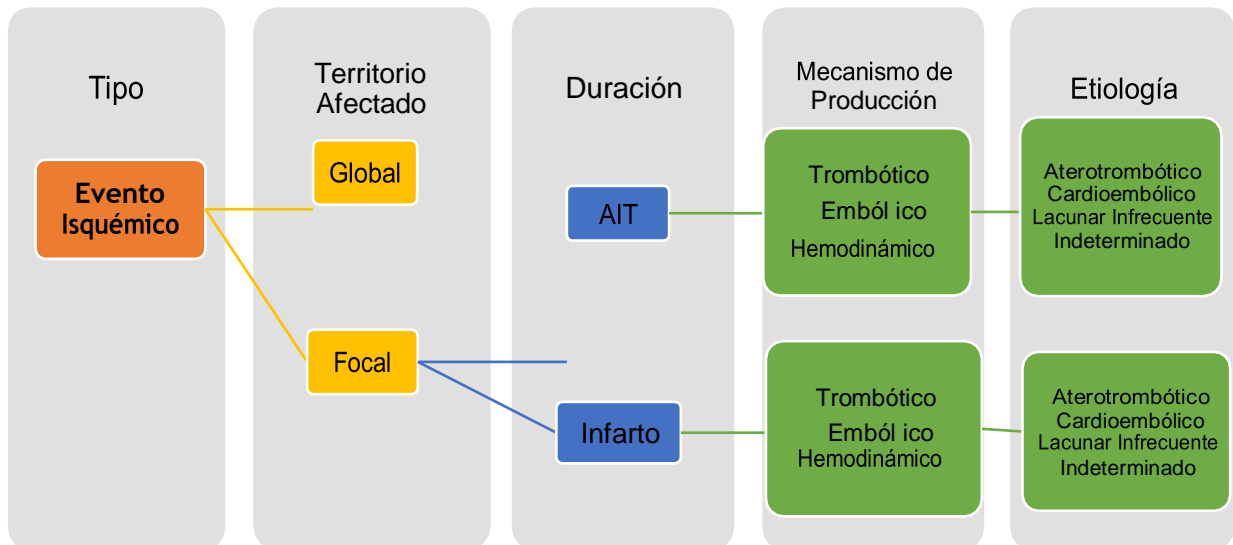 Tipo
Evento
Isquémico
Territorio
Afectado
Global
Focal
Duración
AIT
Infarto
Mecanismo de
Producción
Trombótico
Emból ico
Hemodinámico
Trombótico
Emból ico
Hemodinámico
Etiología
Aterotrombótico
Cardioembólico
Lacunar Infrecuente
Indeterminado
Aterotrombótico
Cardioembólico
Lacunar Infrecuente
Indeterminado